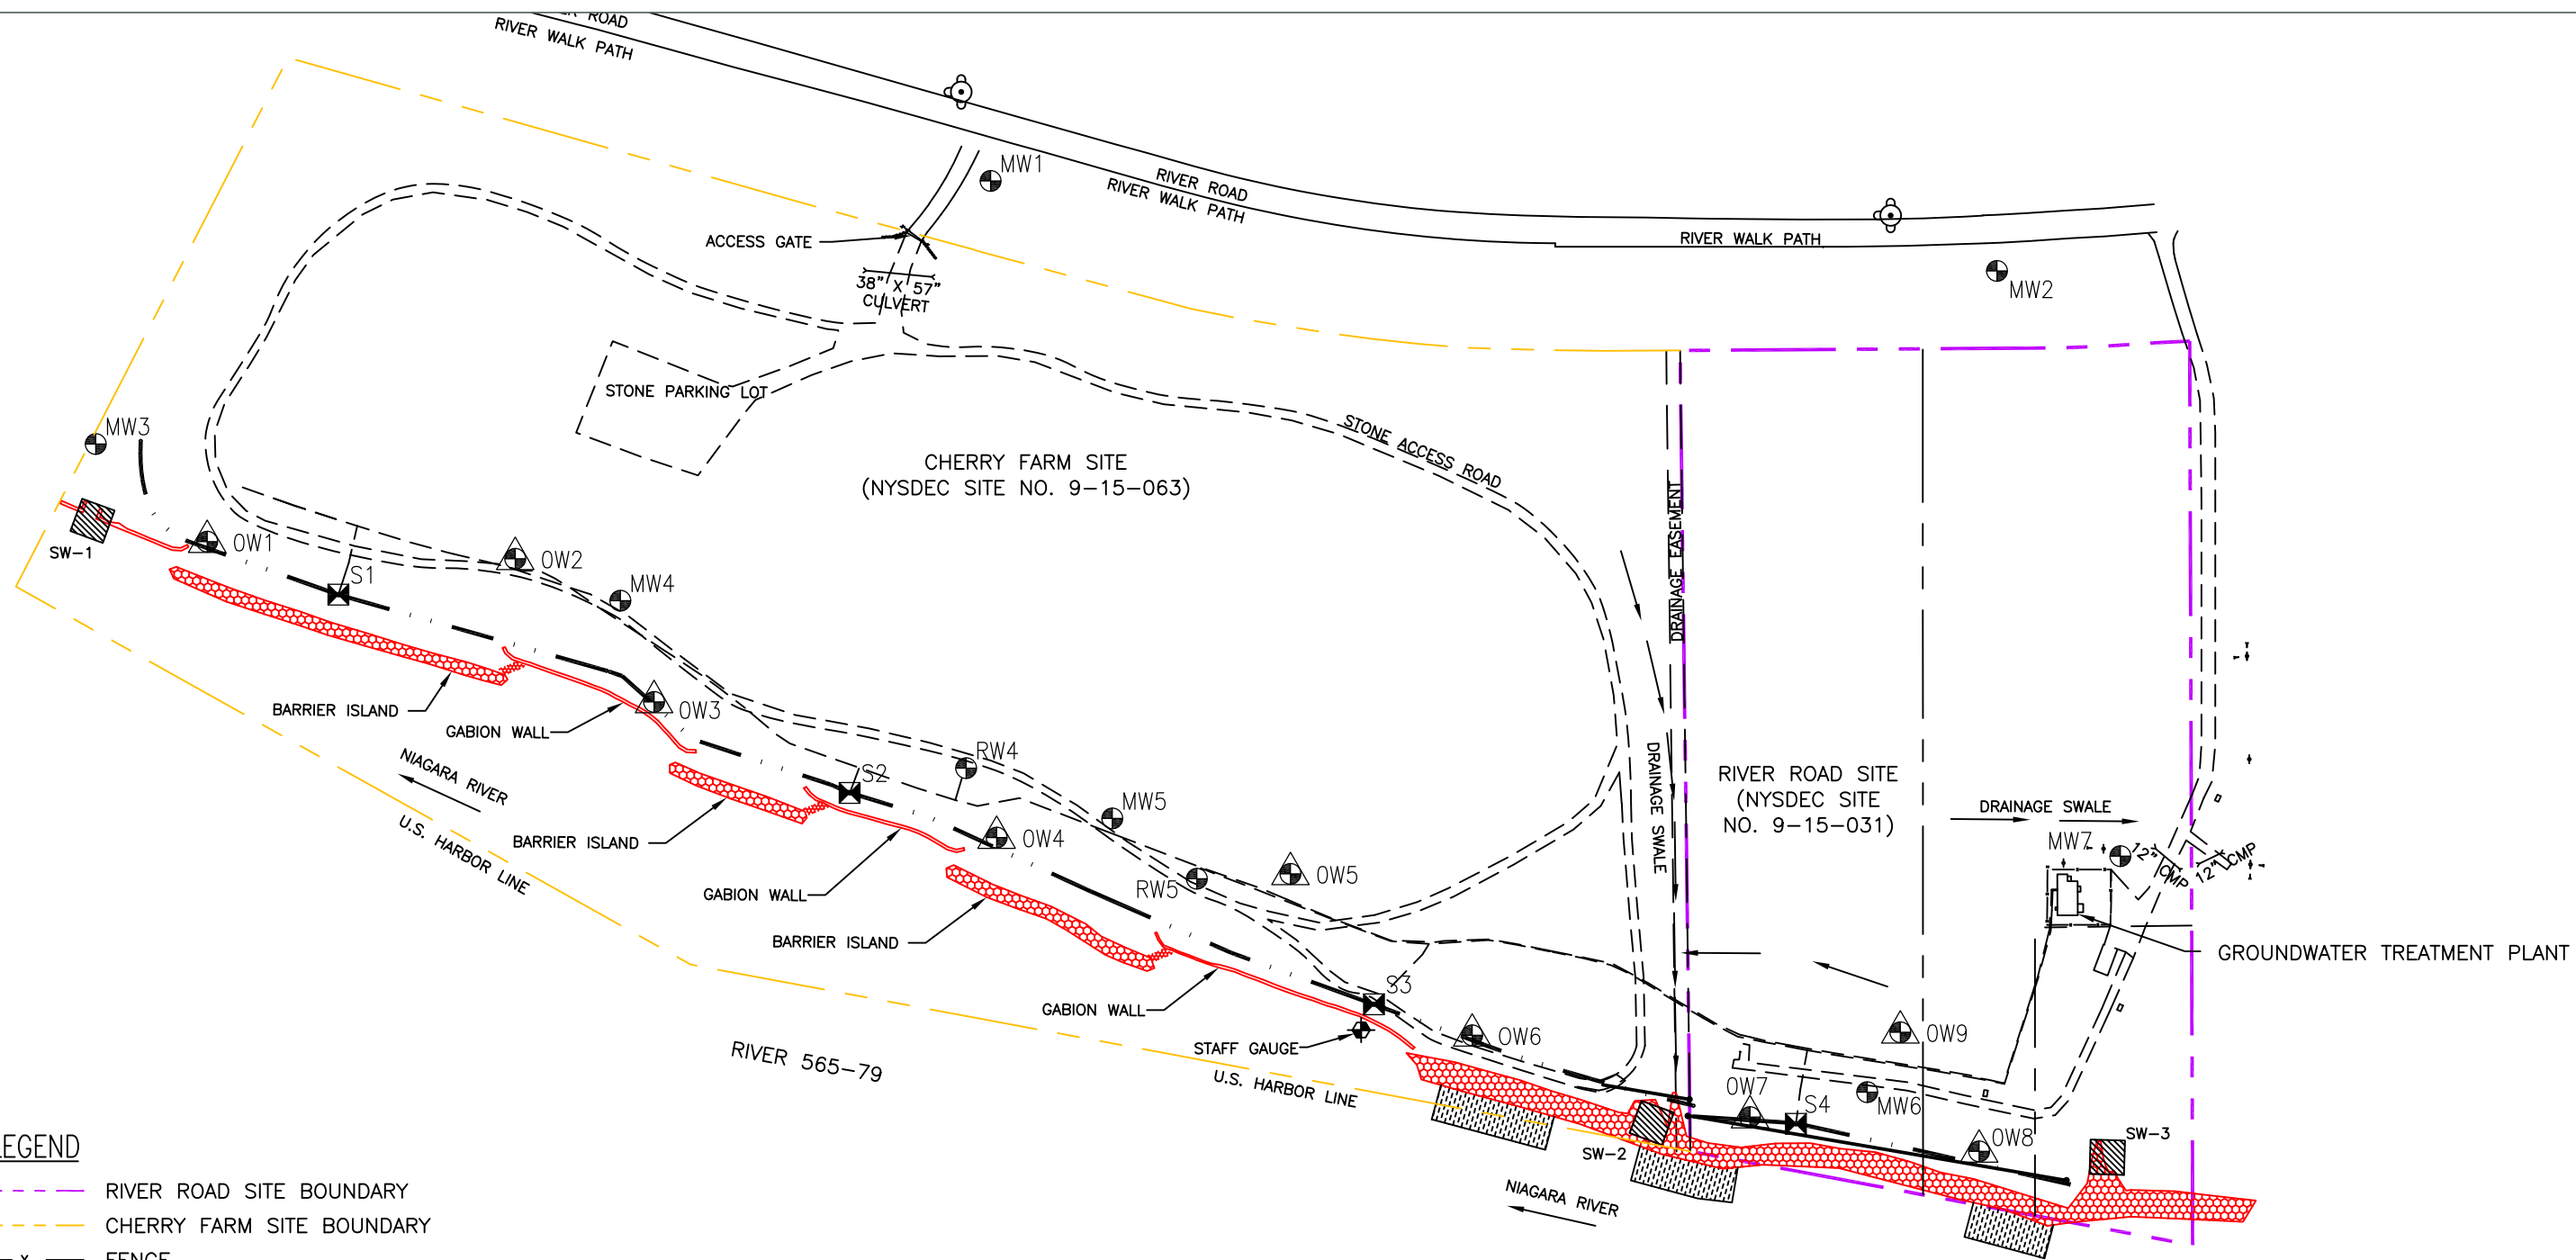 ROAD
RIVER WALK PATH
MW1
RIVER ROAD
RIVER WALK PATH
ACCESS GATE
RIVER WALK PATH
38" X 57"
CULVERT
MW2
STONE PARKING LOT
MW3
STONE ACCESS ROAD
CHERRY FARM SITE
(NYSDEC SITE NO. 9-15-063)
DRAINAGE EASEMENT
SW-1
OW1
OW2
S1
MW4
BARRIER ISLAND
OW3
GABION WALL
NIAGARA RIVER
RW4
S2
DRAINAGE SWALE
RIVER ROAD SITE
(NYSDEC SITE
NO. 9-15-031)
DRAINAGE SWALE
MW5
BARRIER ISLAND
U.S. HARBOR LINE
OW4
MW7
12" CMP
12" CMP
OW5
RW5
GABION WALL
BARRIER ISLAND
GROUNDWATER TREATMENT PLANT
S3
GABION WALL
STAFF GAUGE
OW6
OW9
RIVER 565-79
U.S. HARBOR LINE
OW7
S4
MW6
OW8
SW-3
SW-2
NIAGARA RIVER
LEGEND
RIVER ROAD SITE BOUNDARY
CHERRY FARM SITE BOUNDARY
x
FENCE